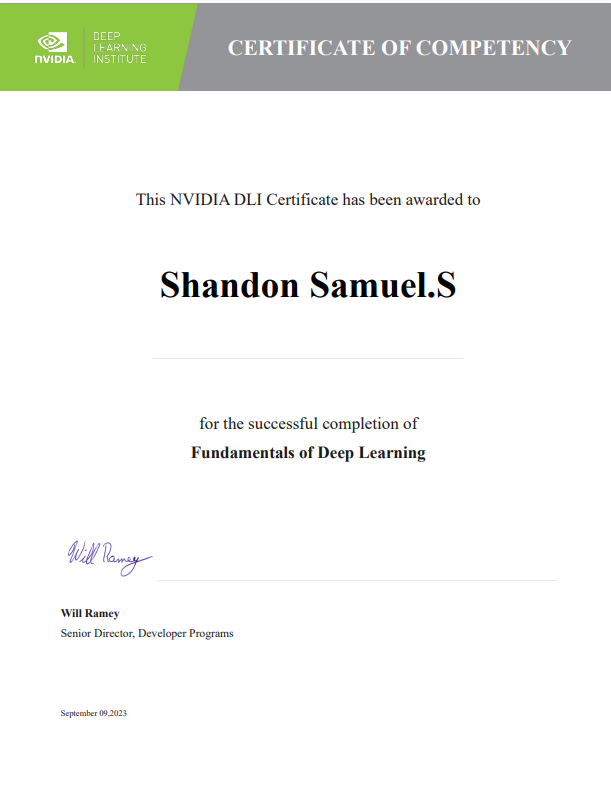 NVIDIA.
DEEP
LEARNING
INSTITUTE
CERTIFICATE OF COMPETENCY
This NVIDIA DLI Certificate has been awarded to
Shandon Samuel.S
for the successful completion of
Fundamentals of Deep Learning
Will Ramey
Will Ramey
Senior Director, Developer Programs
September 09,2023